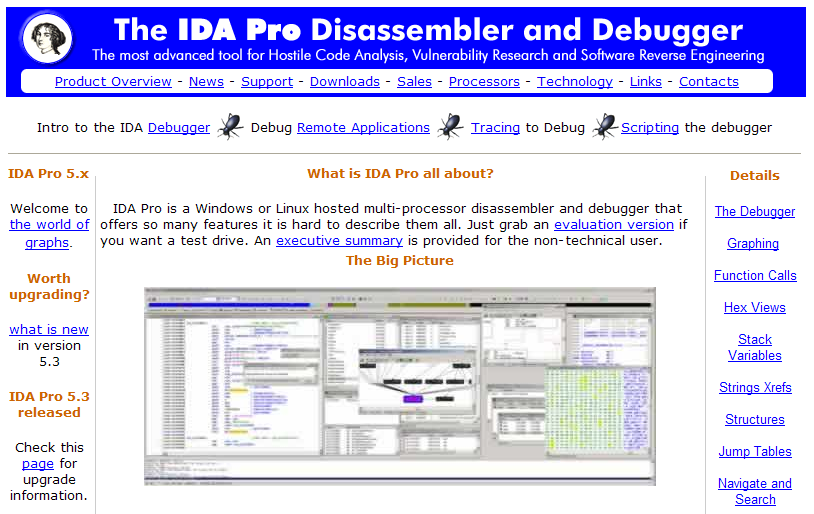 The IDA Pro Disassembler and Debugger
The most advanced tool for Hostile Code Analysis, Vulnerability Research and Software Reverse Engineering
Product Overview - News - Support - Downloads - Sales - Processors - Technology - Links - Contacts
Intro to the IDA Debugger Debug Remote Applications Tracing to Debug Scripting the debugger
IDA Pro 5.x
Welcome to
the world of
graphs.
Worth
upgrading?
what is new
in version
5.3
IDA Pro 5.3
released
Check this
page for
upgrade
information.
What is IDA Pro all about?
IDA Pro is a Windows or Linux hosted multi-processor disassembler and debugger that
offers so many features it is hard to describe them all. Just grab an evaluation version if
you want a test drive. An executive summary is provided for the non-technical user.
The Big Picture
Details
The Debugger
Graphing
Function Calls
Hex Views
Stack
Variables
Strings Xrefs
Structures
Jump Tables
Navigate and
Search